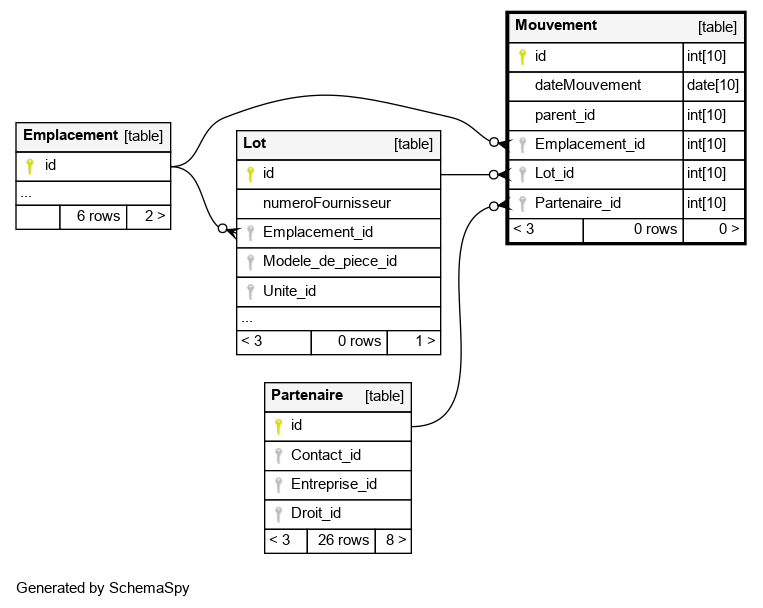 Mouvement [table]
id int[10]
dateMouvement date[10]
parent_id int[10]
Emplacement_id int[10]
Lot_id int[10]
Partenaire_id int[10]
< 3 0 rows 0 >
Emplacement [table]
id
...
6 rows 2 >
Lot [table]
id
numeroFournisseur
Emplacement_id
Modele_de_piece_id
Unite_id
...
< 3 0 rows 1 >
Partenaire [table]
id
Contact_id
Entreprise_id
Droit_id
< 3 26 rows 8 >
Generated by SchemaSpy